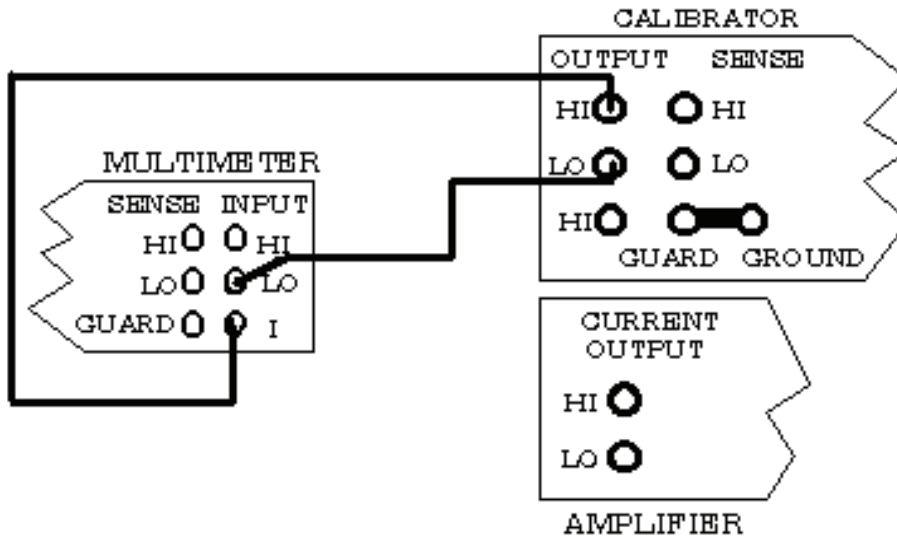 CALIBRATOR
OUTPUT SENSE
HI HI
LO LO
HI
GUARD GROUND
MULTIMETER
SENSE INPUT
HI HI
LO LO
GUARD I
CURRENT
OUTPUT
HI
LO
AMPLIFIER